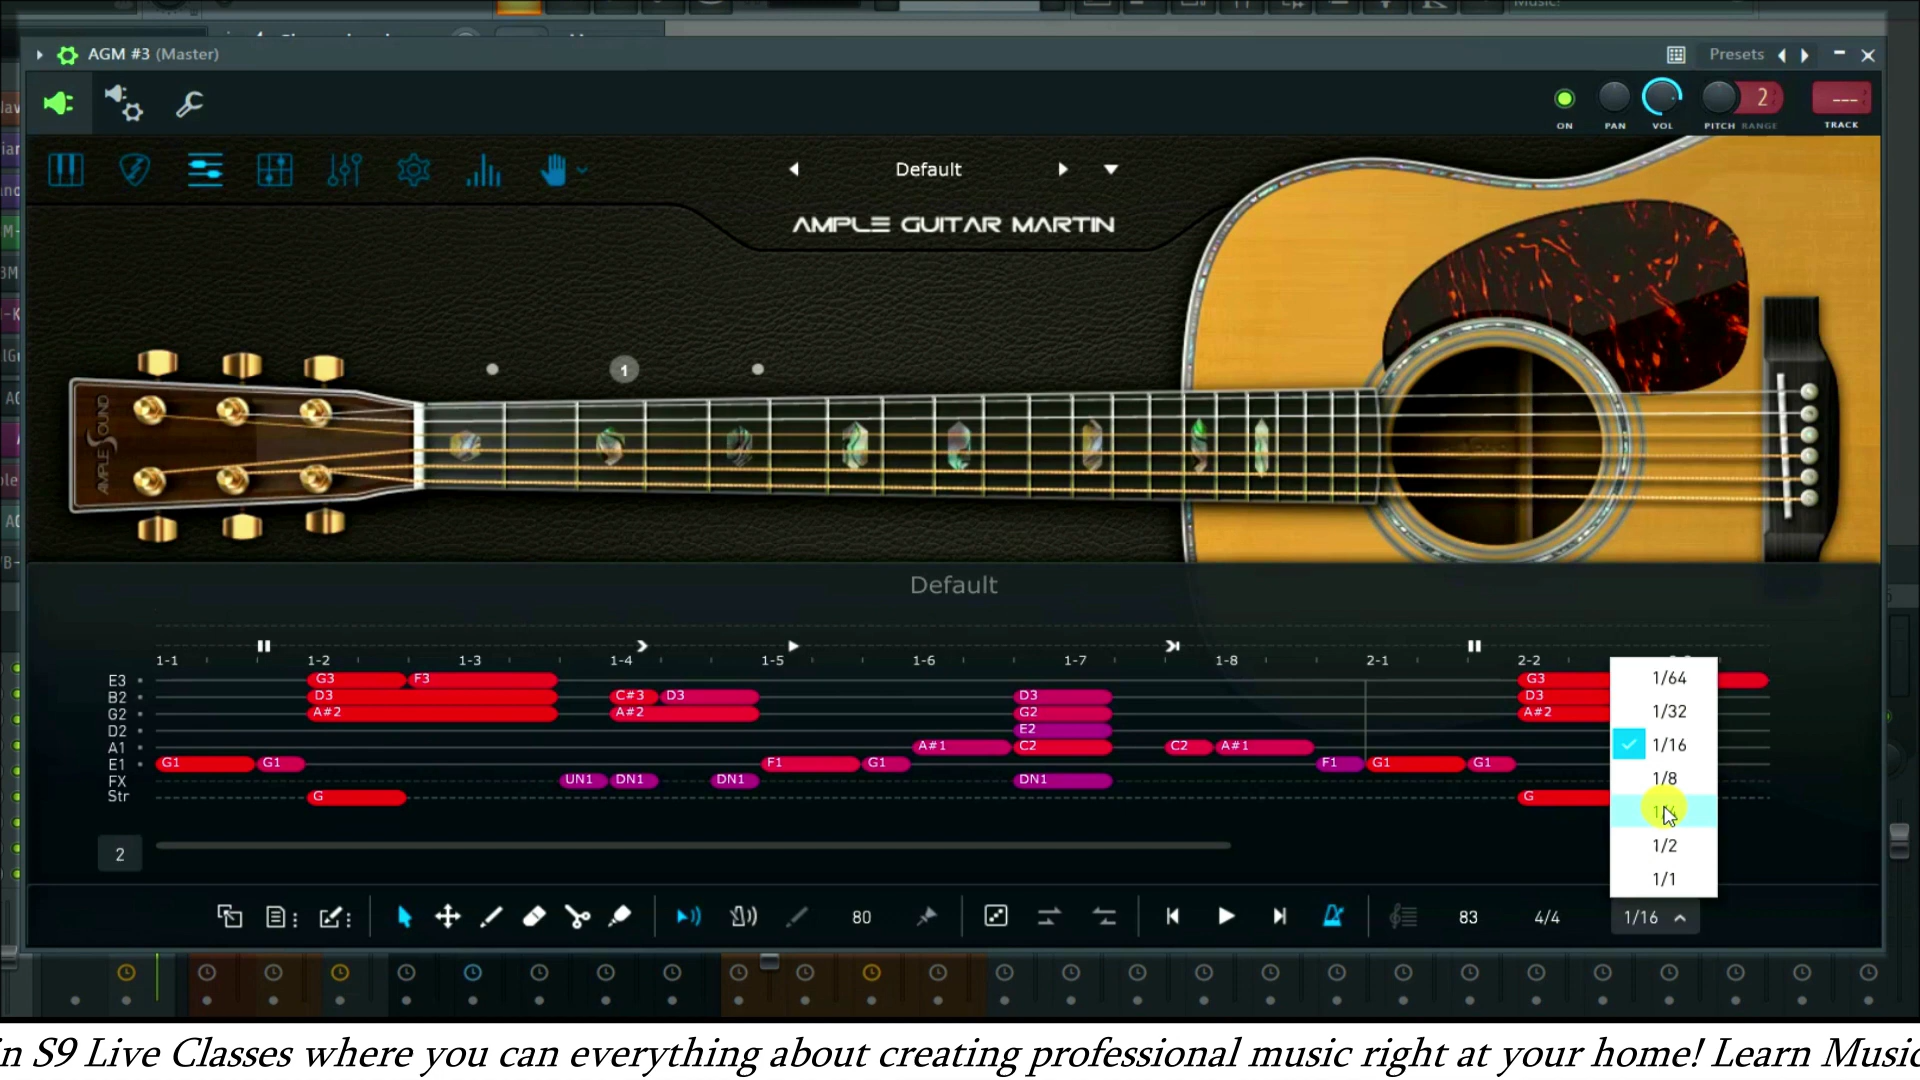 Music!
AGM #3 (Master)
Presets
2
---
ON
PAN
VOL
PITCH RANGE
TRACK
Default
AMPLE GUITAR MARTIN
1
AMPLE SOUND
Default
1-1 1-2 1-3 1-4 1-5 1-6 1-7 1-8 2-1 2-2
E3 G3 F3 G3
B2 D3 C#3 D3 D3 D3
G2 A#2 A#2 G2 A#2
D2 E2
A1 A#1 C2 C2 A#1
E1 G1 G1 F1 G1 F1 G1 G1
FX UN1 DN1 DN1 DN1
Str G G
1/64
1/32
1/16
1/8
1/2
1/1
2
80
83
4/4
1/16
in S9 Live Classes where you can everything about creating professional music right at your home! Learn Music